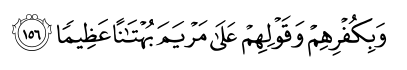 وَبِكُفْرِهِمْ وَقَوْلِهِمْ عَلَىٰ مَرْيَمَ بُهْتَـٰنًا عَظِيمًا ١٥٦